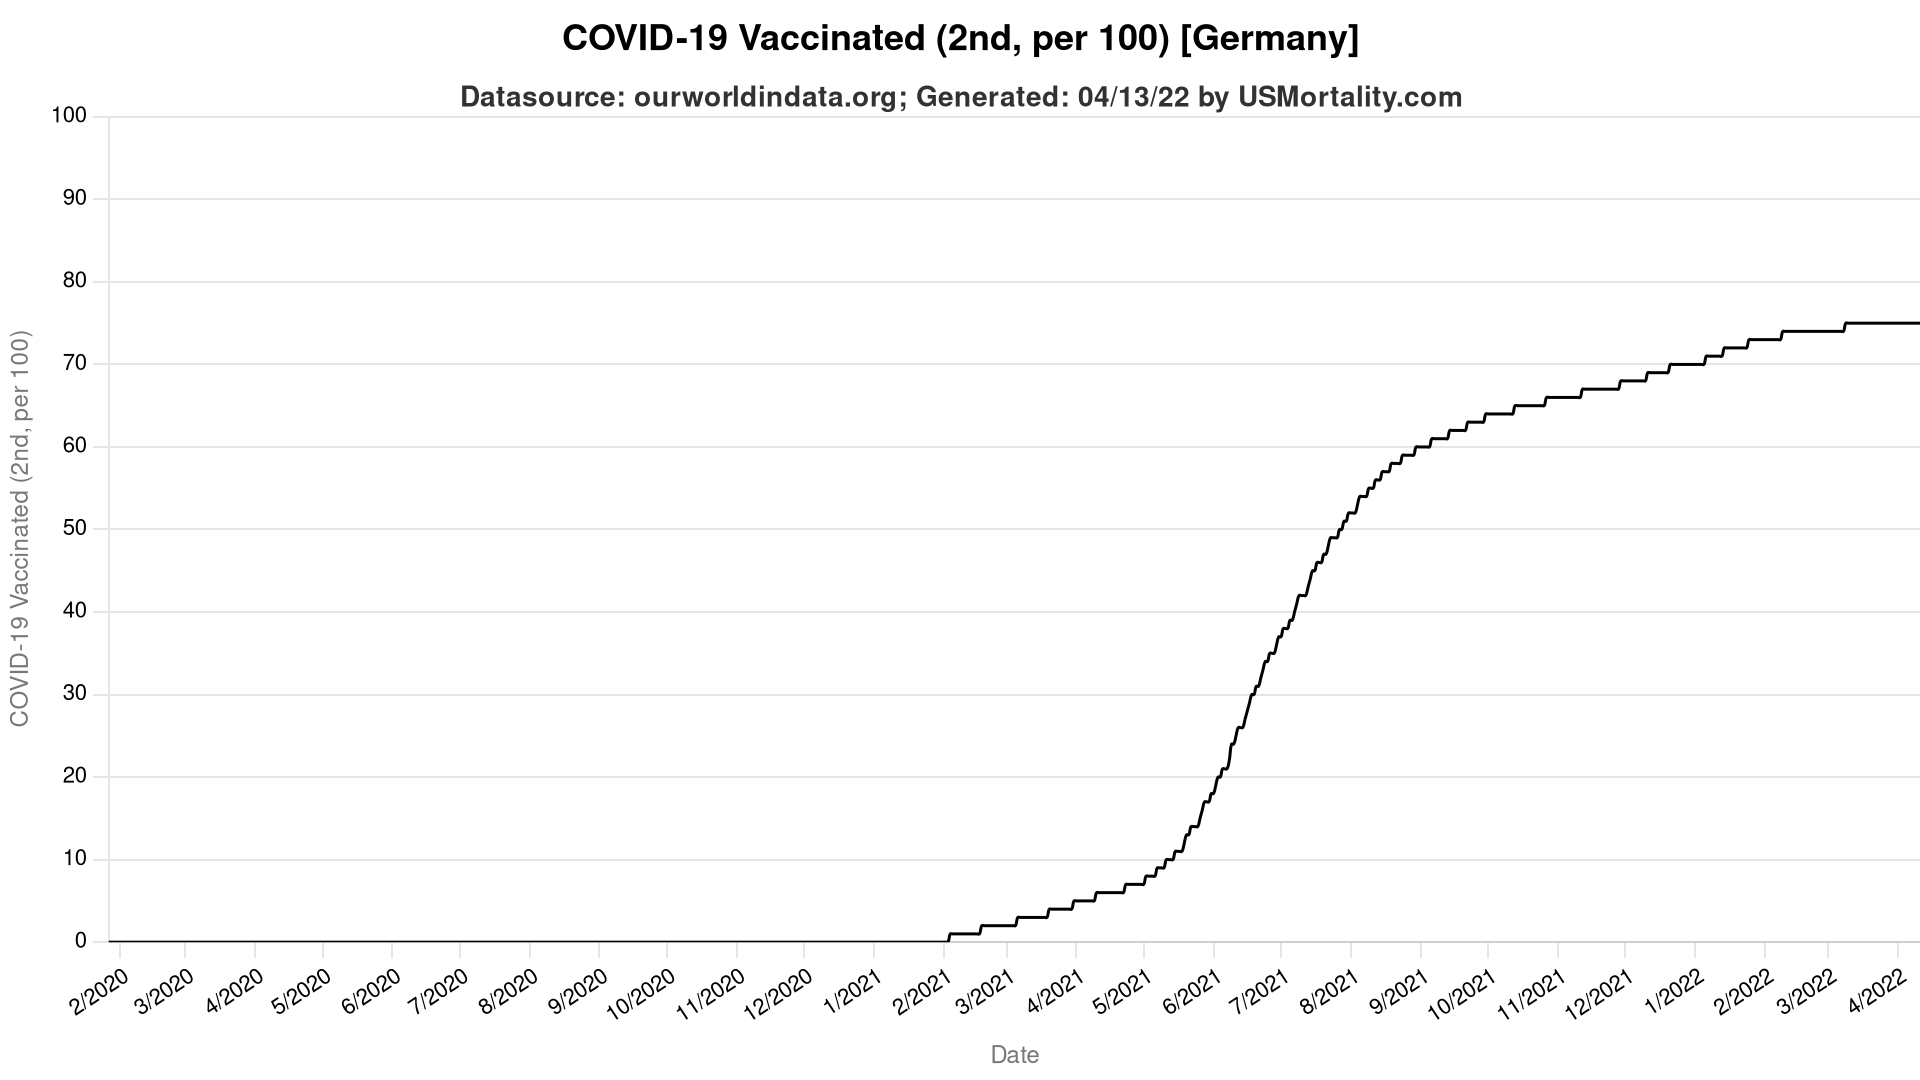 COVID-19 Vaccinated (2nd, per 100) [Germany]
Datasource: ourworldindata.org; Generated: 04/13/22 by USMortality.com
COVID-19 Vaccinated (2nd, per 100)
100
90
80
70
60
50
40
30
20
10
0
2/2020 3/2020 4/2020 5/2020 6/2020 7/2020 8/2020 9/2020 10/2020 11/2020 12/2020 1/2021 2/2021 3/2021 4/2021 5/2021 6/2021 7/2021 8/2021 9/2021 10/2021 11/2021 12/2021 1/2022 2/2022 3/2022 4/2022
Date